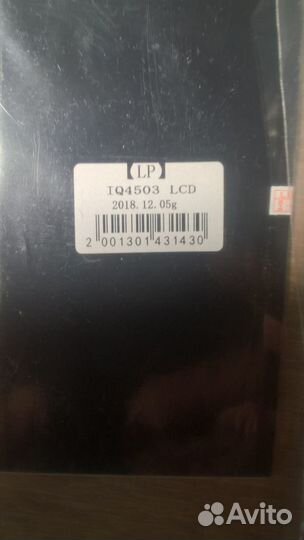 【LP】
IQ4503 LCD
2018.12.05g
2 001301 431430
Avito